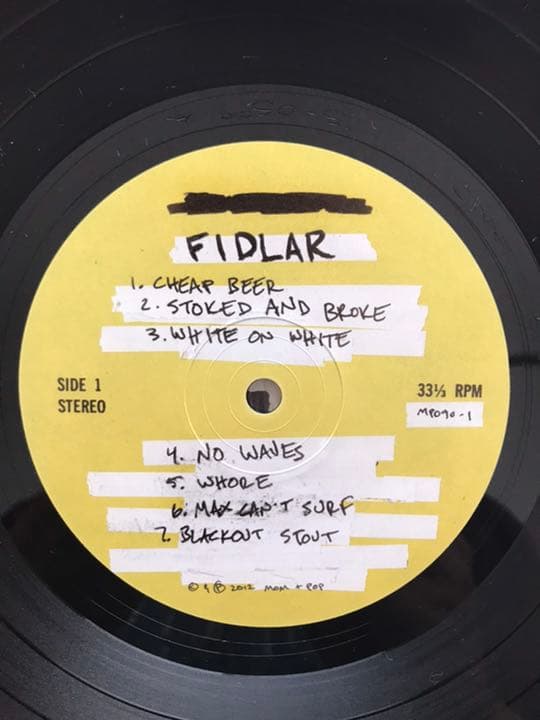 FIDLAR
1. CHEAP BEER
2. STOKED AND BROKE
3. WHITE ON WHITE
SIDE 1
STEREO
33⅓ RPM
MP090-1
4. NO WAVES
5. WHORE
6. MAX CAN'T SURF
7. BLACKOUT STOUT
© & ℗ 2012 MOM + POP